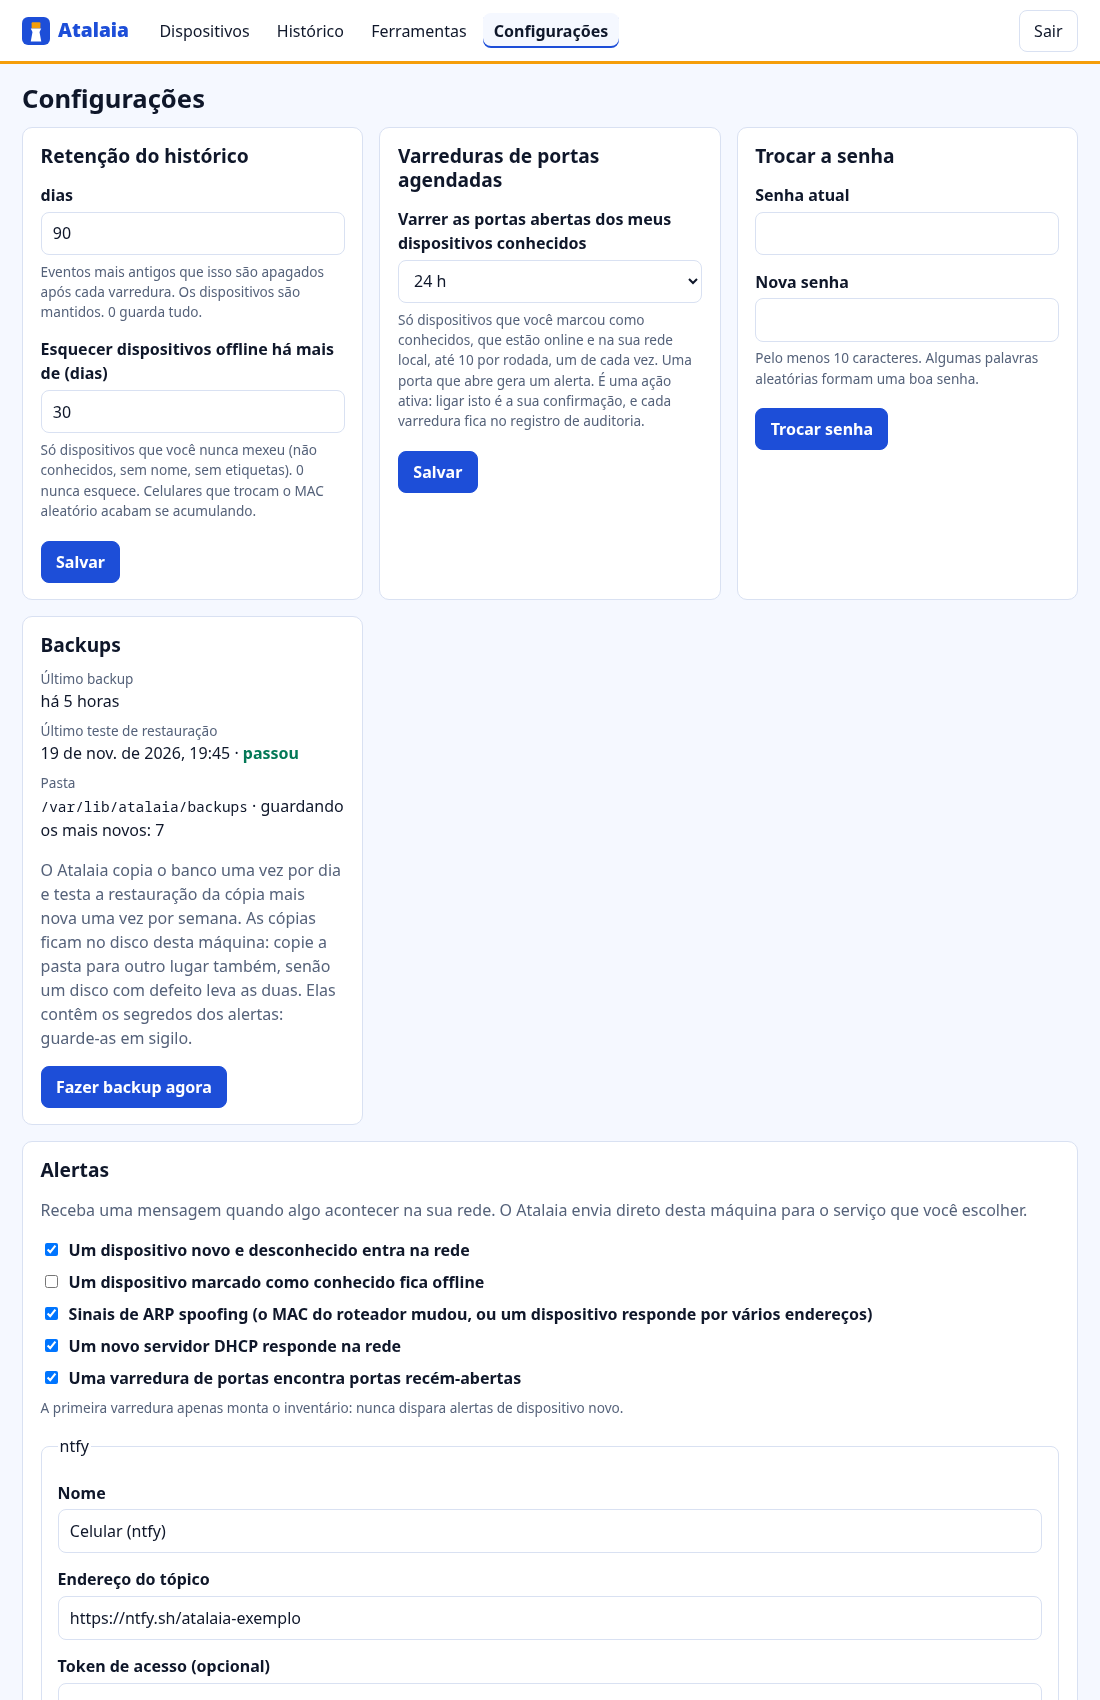 Atalaia
Dispositivos
Histórico
Ferramentas
Configurações
Sair
Configurações
Retenção do histórico
dias
90
Eventos mais antigos que isso são apagados
após cada varredura. Os dispositivos são
mantidos. 0 guarda tudo.
Esquecer dispositivos offline há mais
de (dias)
30
Só dispositivos que você nunca mexeu (não
conhecidos, sem nome, sem etiquetas). 0
nunca esquece. Celulares que trocam o MAC
aleatório acabam se acumulando.
Salvar
Varreduras de portas
agendadas
Varrer as portas abertas dos meus
dispositivos conhecidos
24 h
Só dispositivos que você marcou como
conhecidos, que estão online e na sua rede
local, até 10 por rodada, um de cada vez. Uma
porta que abre gera um alerta. É uma ação
ativa: ligar isto é a sua confirmação, e cada
varredura fica no registro de auditoria.
Salvar
Trocar a senha
Senha atual
Nova senha
Pelo menos 10 caracteres. Algumas palavras
aleatórias formam uma boa senha.
Trocar senha
Backups
Último backup
há 5 horas
Último teste de restauração
19 de nov. de 2026, 19:45 · passou
Pasta
/var/lib/atalaia/backups · guardando
os mais novos: 7
O Atalaia copia o banco uma vez por dia
e testa a restauração da cópia mais
nova uma vez por semana. As cópias
ficam no disco desta máquina: copie a
pasta para outro lugar também, senão
um disco com defeito leva as duas. Elas
contêm os segredos dos alertas:
guarde-as em sigilo.
Fazer backup agora
Alertas
Receba uma mensagem quando algo acontecer na sua rede. O Atalaia envia direto desta máquina para o serviço que você escolher.
Um dispositivo novo e desconhecido entra na rede
Um dispositivo marcado como conhecido fica offline
Sinais de ARP spoofing (o MAC do roteador mudou, ou um dispositivo responde por vários endereços)
Um novo servidor DHCP responde na rede
Uma varredura de portas encontra portas recém-abertas
A primeira varredura apenas monta o inventário: nunca dispara alertas de dispositivo novo.
ntfy
Nome
Celular (ntfy)
Endereço do tópico
https://ntfy.sh/atalaia-exemplo
Token de acesso (opcional)